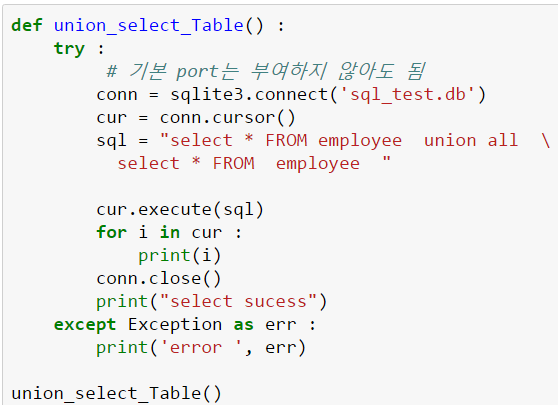 def union_select_Table() :
    try :
         # 기본 port는 부여하지 않아도 됨
        conn = sqlite3.connect('sql_test.db')
        cur = conn.cursor()
        sql = "select * FROM employee  union all  \
          select * FROM  employee  "

        cur.execute(sql)
        for i in cur :
            print(i)
        conn.close()
        print("select sucess")
    except Exception as err :
        print('error ', err)

union_select_Table()